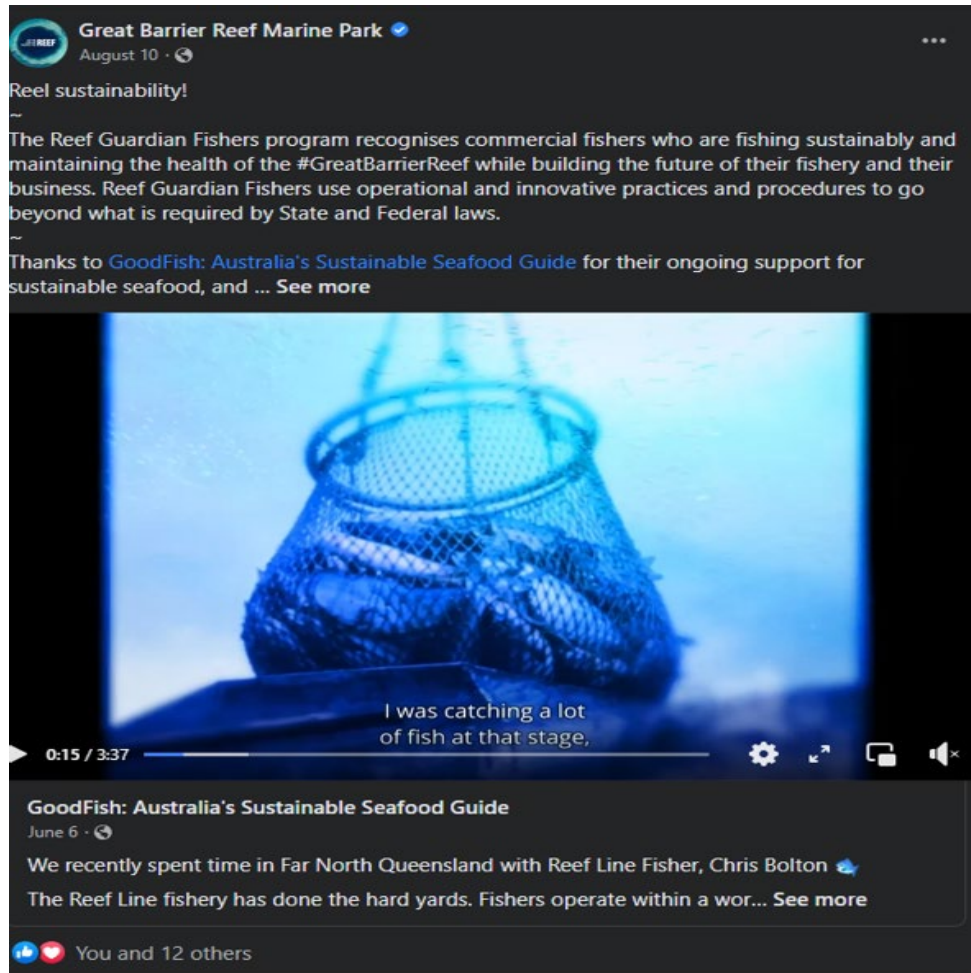 REEF
Great Barrier Reef Marine Park
August 10 ·
Reel sustainability!
~
The Reef Guardian Fishers program recognises commercial fishers who are fishing sustainably and
maintaining the health of the #GreatBarrierReef while building the future of their fishery and their
business. Reef Guardian Fishers use operational and innovative practices and procedures to go
beyond what is required by State and Federal laws.
~
Thanks to GoodFish: Australia's Sustainable Seafood Guide for their ongoing support for
sustainable seafood, and ... See more
I was catching a lot
of fish at that stage,
0:15 / 3:37
GoodFish: Australia's Sustainable Seafood Guide
June 6 ·
We recently spent time in Far North Queensland with Reef Line Fisher, Chris Bolton
The Reef Line fishery has done the hard yards. Fishers operate within a wor... See more
You and 12 others